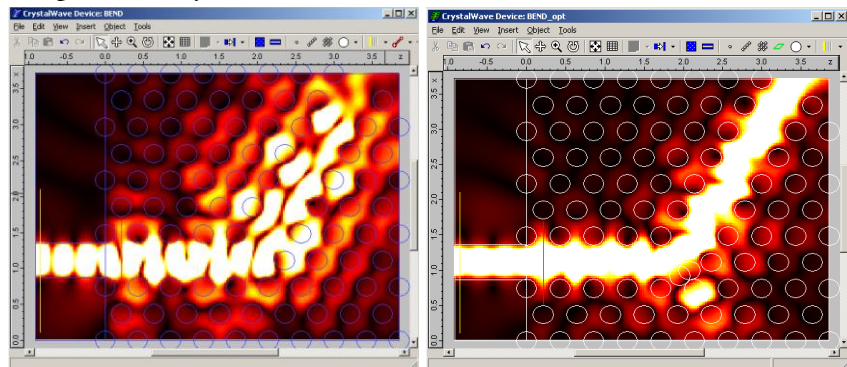 CrystalWave Device: BEND
File Edit View Insert Object Tools
1.0 0.0 0.5 1.0 1.5 2.0 2.5 3.0 3.5 z
x
3.5
3.0
2.5
2.0
1.5
1.0
0.5
0.0
CrystalWave Device: BEND_opt
File Edit View Insert Object Tools
1.0 -0.5 0.0 0.5 1.0 1.5 2.0 2.5 3.0 3.5 z
x
3.5
3.0
2.5
2.0
1.5
1.0
0.5
0.0